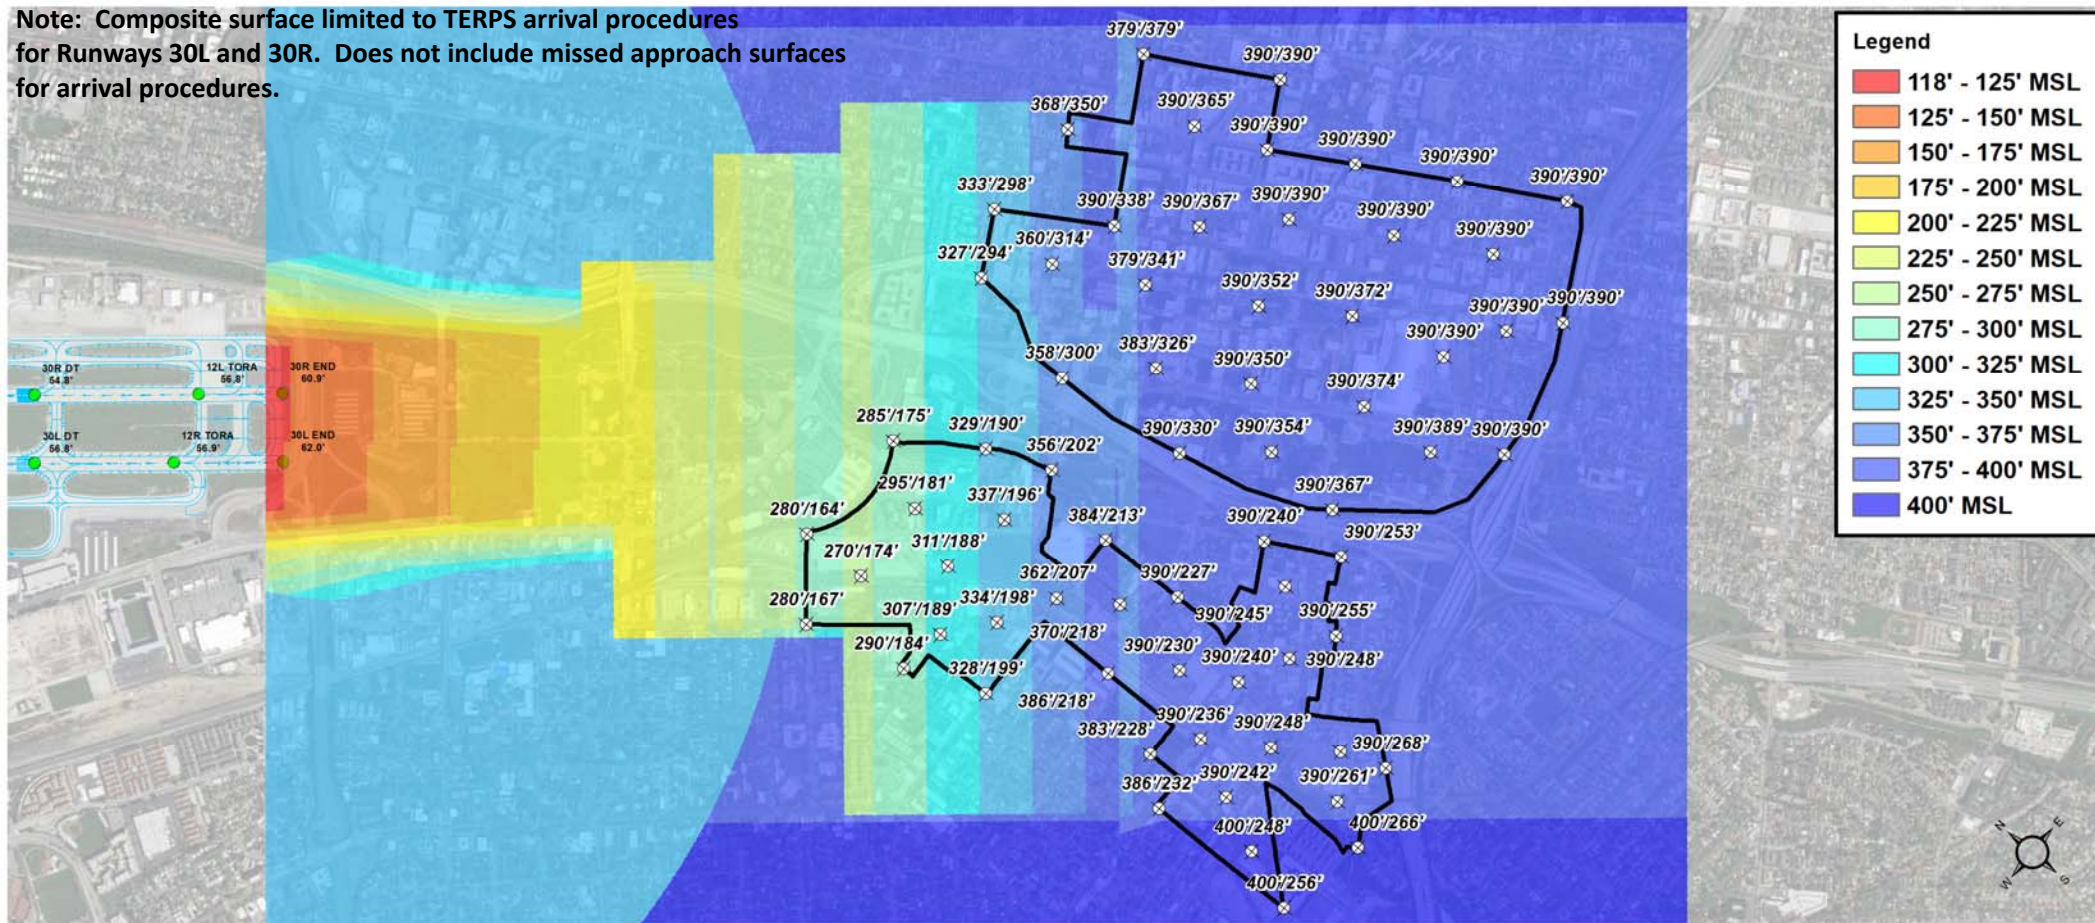 Note: Composite surface limited to TERPS arrival procedures
for Runways 30L and 30R. Does not include missed approach surfaces
for arrival procedures.
Legend
118' - 125' MSL
125' - 150' MSL
150' - 175' MSL
175' - 200' MSL
200' - 225' MSL
225' - 250' MSL
250' - 275' MSL
275' - 300' MSL
300' - 325' MSL
325' - 350' MSL
350' - 375' MSL
375' - 400' MSL
400' MSL
379'/379'
390'/390'
368'/350'
390'/365'
390'/390'
390'/390'
390'/390'
390'/390'
333'/298'
390'/338'
390'/367'
390'/390'
390'/390'
390'/390'
327'/294'
360'/314'
379'/341'
390'/352'
390'/372'
390'/390'
390'/390'
390'/390'
358'/300'
383'/326'
390'/350'
390'/374'
390'/330'
390'/354'
390'/389'
390'/390'
390'/367'
30R DT
54.8'
12L TORA
56.8'
30R END
60.9'
30L DT
56.8'
12R TORA
56.9'
30L END
62.0'
285'/175'
329'/190'
356'/202'
295'/181'
337'/196'
280'/164'
384'/213'
390'/240'
390'/253'
270'/174'
311'/188'
362'/207'
390'/227'
390'/245'
390'/255'
280'/167'
307'/189'
334'/198'
370'/218'
290'/184'
328'/199'
386'/218'
390'/230'
390'/240'
390'/248'
383'/228'
390'/236'
390'/248'
390'/268'
386'/232'
390'/242'
390'/261'
400'/248'
400'/266'
400'/256'
N
E
W
S